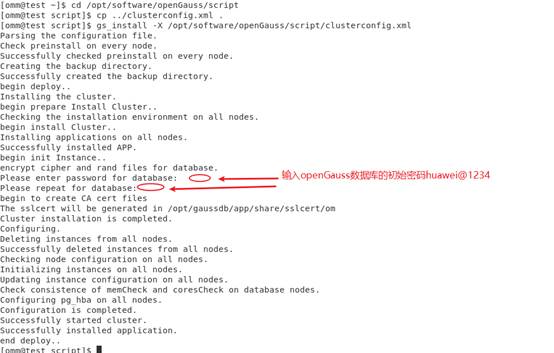 [omm@test ~]$ cd /opt/software/openGauss/script
[omm@test script]$ cp ../clusterconfig.xml .
[omm@test script]$ gs_install -X /opt/software/openGauss/script/clusterconfig.xml
Parsing the configuration file.
Check preinstall on every node.
Successfully checked preinstall on every node.
Creating the backup directory.
Successfully created the backup directory.
begin deploy..
Installing the cluster.
begin prepare Install Cluster..
Checking the installation environment on all nodes.
begin install Cluster..
Installing applications on all nodes.
Successfully installed APP.
begin init Instance..
encrypt cipher and rand files for database.
Please enter password for database:
输入openGauss数据库的初始密码huawei@1234
Please repeat for database:
begin to create CA cert files
The sslcert will be generated in /opt/gaussdb/app/share/sslcert/om
Cluster installation is completed.
Configuring.
Deleting instances from all nodes.
Successfully deleted instances from all nodes.
Checking node configuration on all nodes.
Initializing instances on all nodes.
Updating instance configuration on all nodes.
Check consistence of memCheck and coresCheck on database nodes.
Configuring pg_hba on all nodes.
Configuration is completed.
Successfully started cluster.
Successfully installed application.
end deploy..
[omm@test script]$